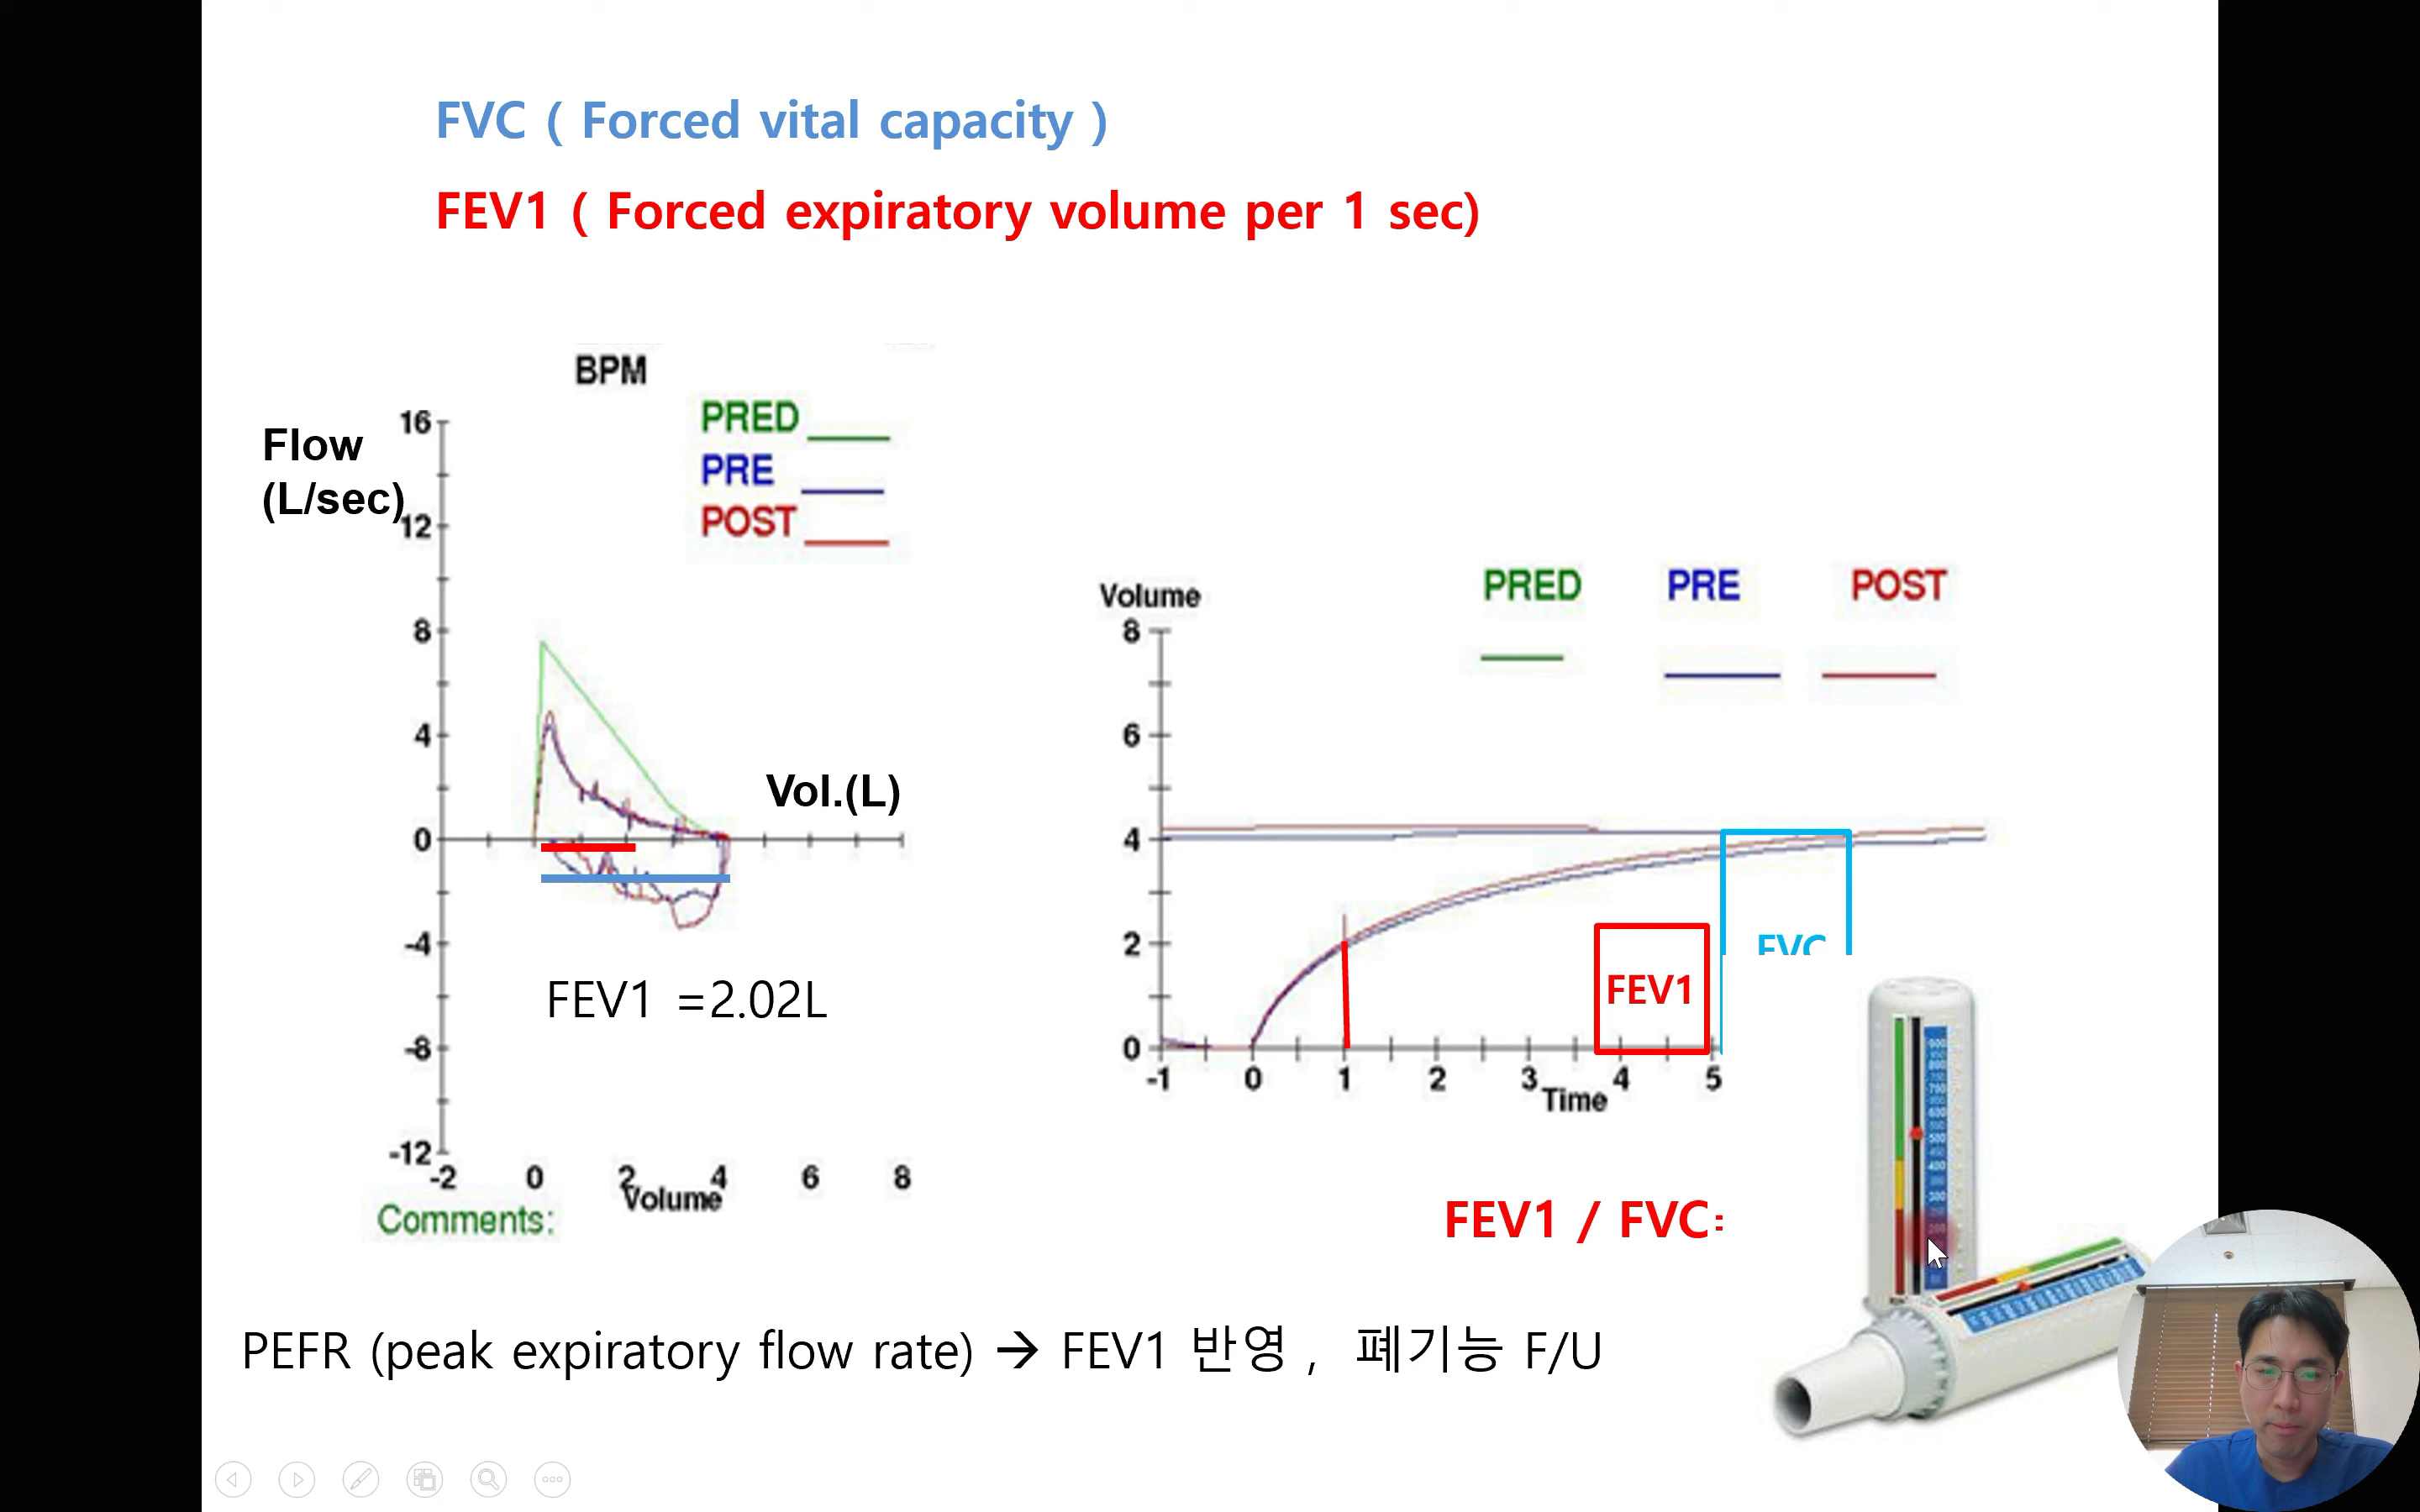 FVC ( Forced vital capacity )
FEV1 ( Forced expiratory volume per 1 sec)
BPM
Flow
(L/sec)
PRED
PRE
POST
16
12
8
4
0
-4
-8
-12
Vol.(L)
FEV1 =2.02L
-2 0 2 4 6 8
Volume
Comments:
Volume
PRED PRE POST
8
6
4
2
0
FVC
FEV1
-1 0 1 2 3 4 5
Time
FEV1 / FVC:
PEFR (peak expiratory flow rate) → FEV1 반영 , 폐기능 F/U